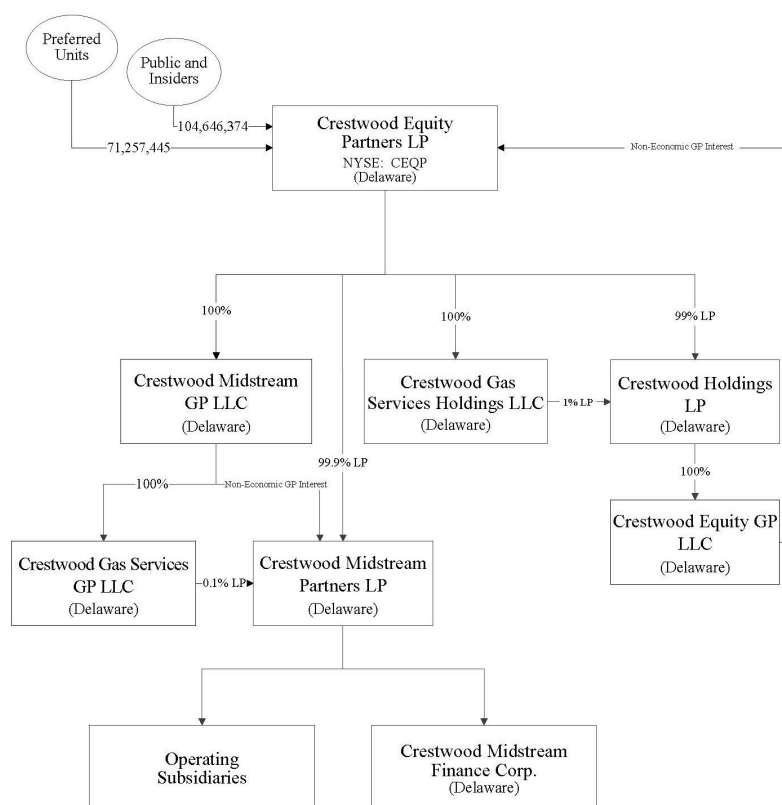 Preferred
Units
Public and
Insiders
104,646,374
71,257,445
Crestwood Equity
Partners LP
NYSE: CEQP
(Delaware)
Non-Economic GP Interest
100%
100%
99% LP
Crestwood Midstream
GP LLC
(Delaware)
Crestwood Gas
Services Holdings LLC
(Delaware)
1% LP
Crestwood Holdings
LP
(Delaware)
99.9% LP
100%
100%
Non-Economic GP Interest
Crestwood Gas Services
GP LLC
(Delaware)
0.1% LP
Crestwood Midstream
Partners LP
(Delaware)
Crestwood Equity GP
LLC
(Delaware)
Operating
Subsidiaries
Crestwood Midstream
Finance Corp.
(Delaware)